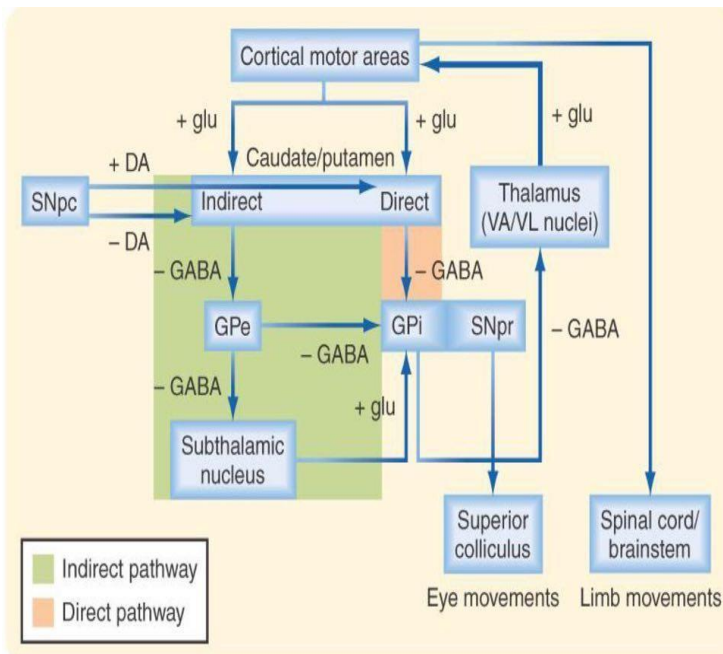 Cortical motor areas
+ glu
+ glu
+ glu
+ DA
Caudate/putamen
SNpc
Indirect
Direct
Thalamus
(VA/VL nuclei)
– DA
– GABA
– GABA
GPe
GPi
SNpr
– GABA
– GABA
– GABA
+ glu
Subthalamic
nucleus
Superior
colliculus
Spinal cord/
brainstem
Indirect pathway
Direct pathway
Eye movements
Limb movements